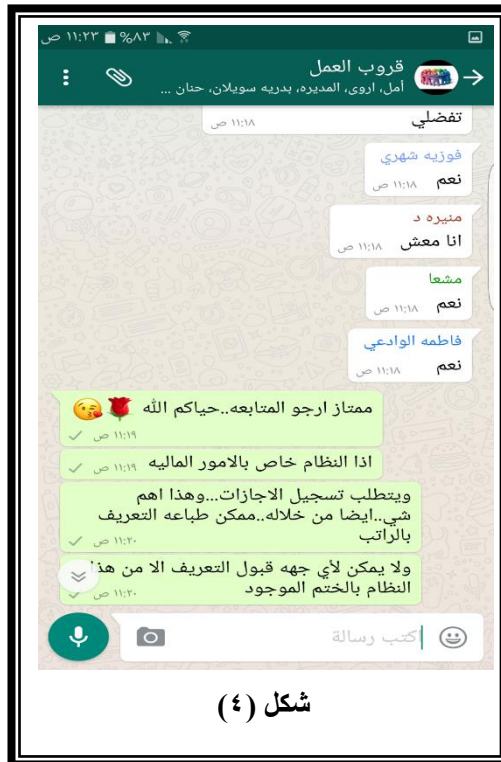 ١١:٢٣ ص ٨٣%
قروب العمل
أمل، اروى، المديره، بدريه سويلان، حنان ...
تفضلي
١١:١٨ ص
فوزيه شهري
نعم ١١:١٨ ص
منيره د
انا معش ١١:١٨ ص
مشعا
نعم ١١:١٨ ص
فاطمه الوادعي
نعم ١١:١٨ ص
ممتاز ارجو المتابعه..حياكم الله 🌹😘
١١:١٩ ص
اذا النظام خاص بالامور الماليه ١١:١٩ ص
ويتطلب تسجيل الاجازات...وهذا اهم
شي..ايضا من خلاله..ممكن طباعه التعريف
بالراتب
١١:٢٠ ص
ولا يمكن لأي جهه قبول التعريف الا من هذا
النظام بالختم الموجود
١١:٢٠ ص
اكتب رسالة
شكل (٤)